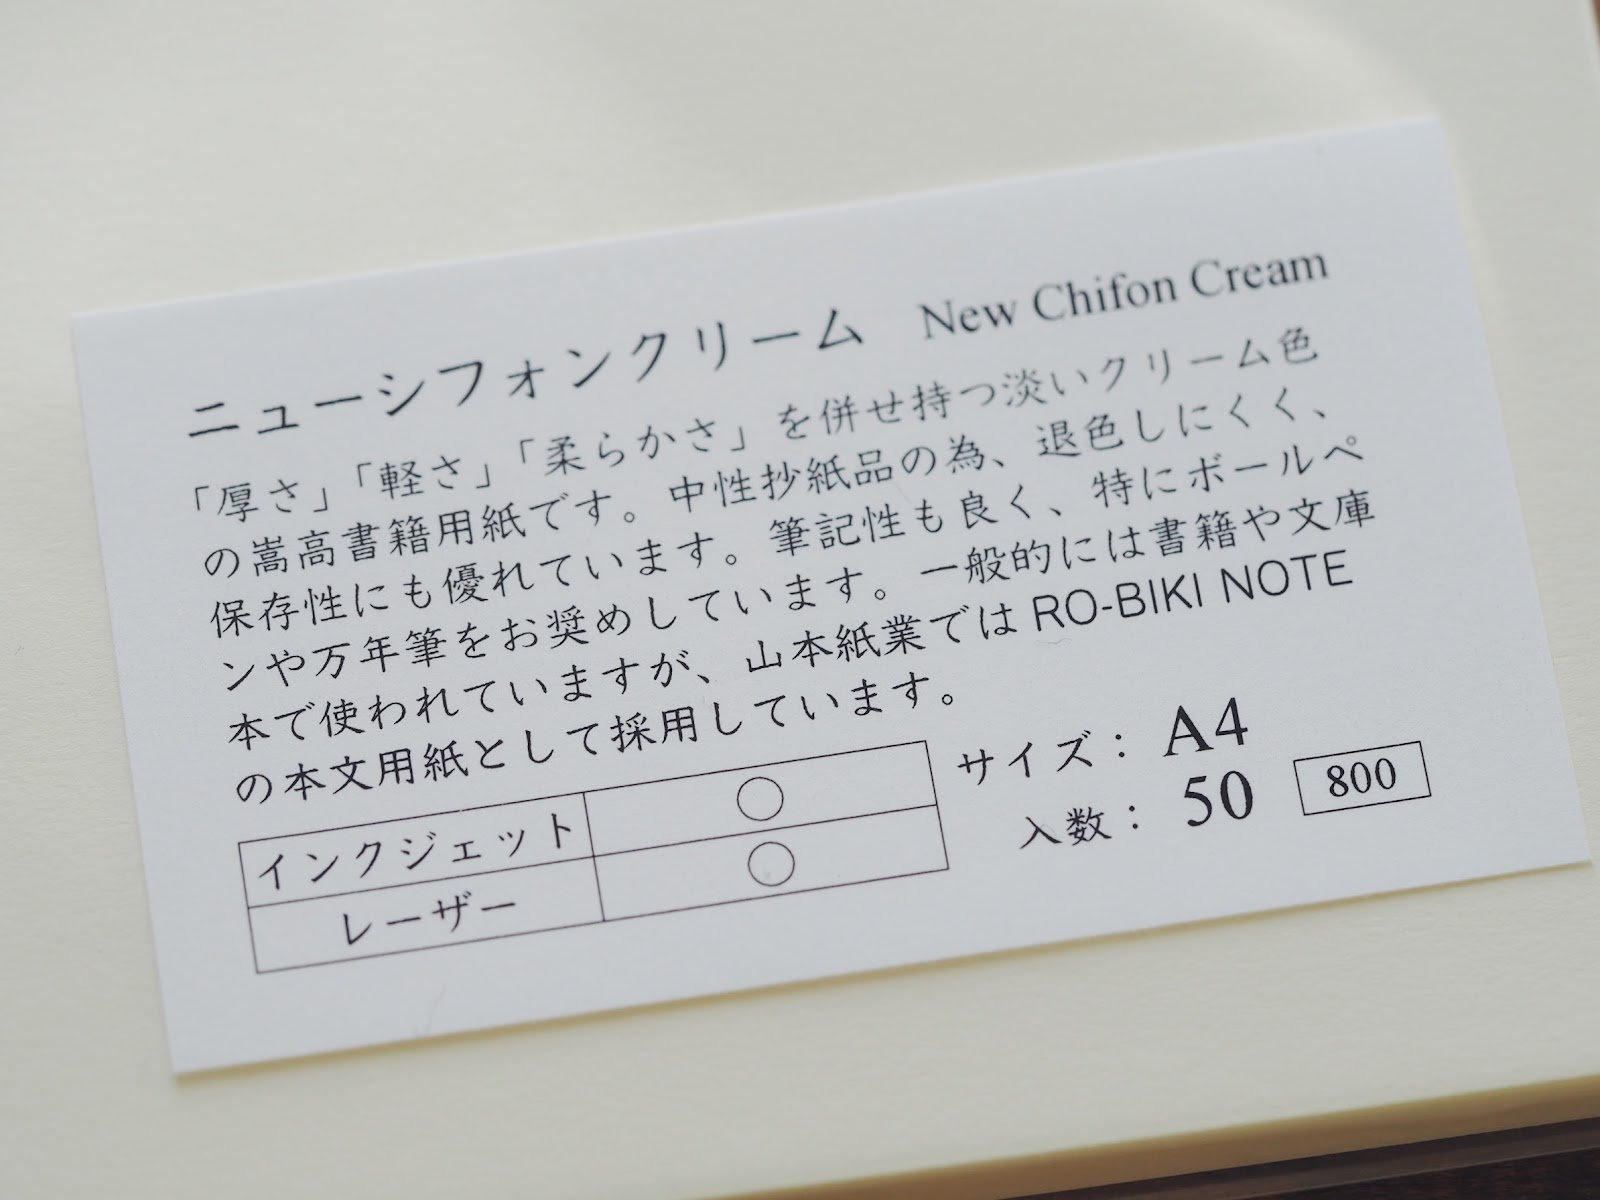 ニューシフォンクリーム New Chifon Cream
「厚さ」「軽さ」「柔らかさ」を併せ持つ淡いクリーム色
の嵩高書籍用紙です。中性抄紙品の為、退色しにくく、
保存性にも優れています。筆記性も良く、特にボールペ
ンや万年筆をお奨めしています。一般的には書籍や文庫
本で使われていますが、山本紙業では RO-BIKI NOTE
の本文用紙として採用しています。
インクジェット ○
レーザー ○
サイズ： A4
入数： 50 800